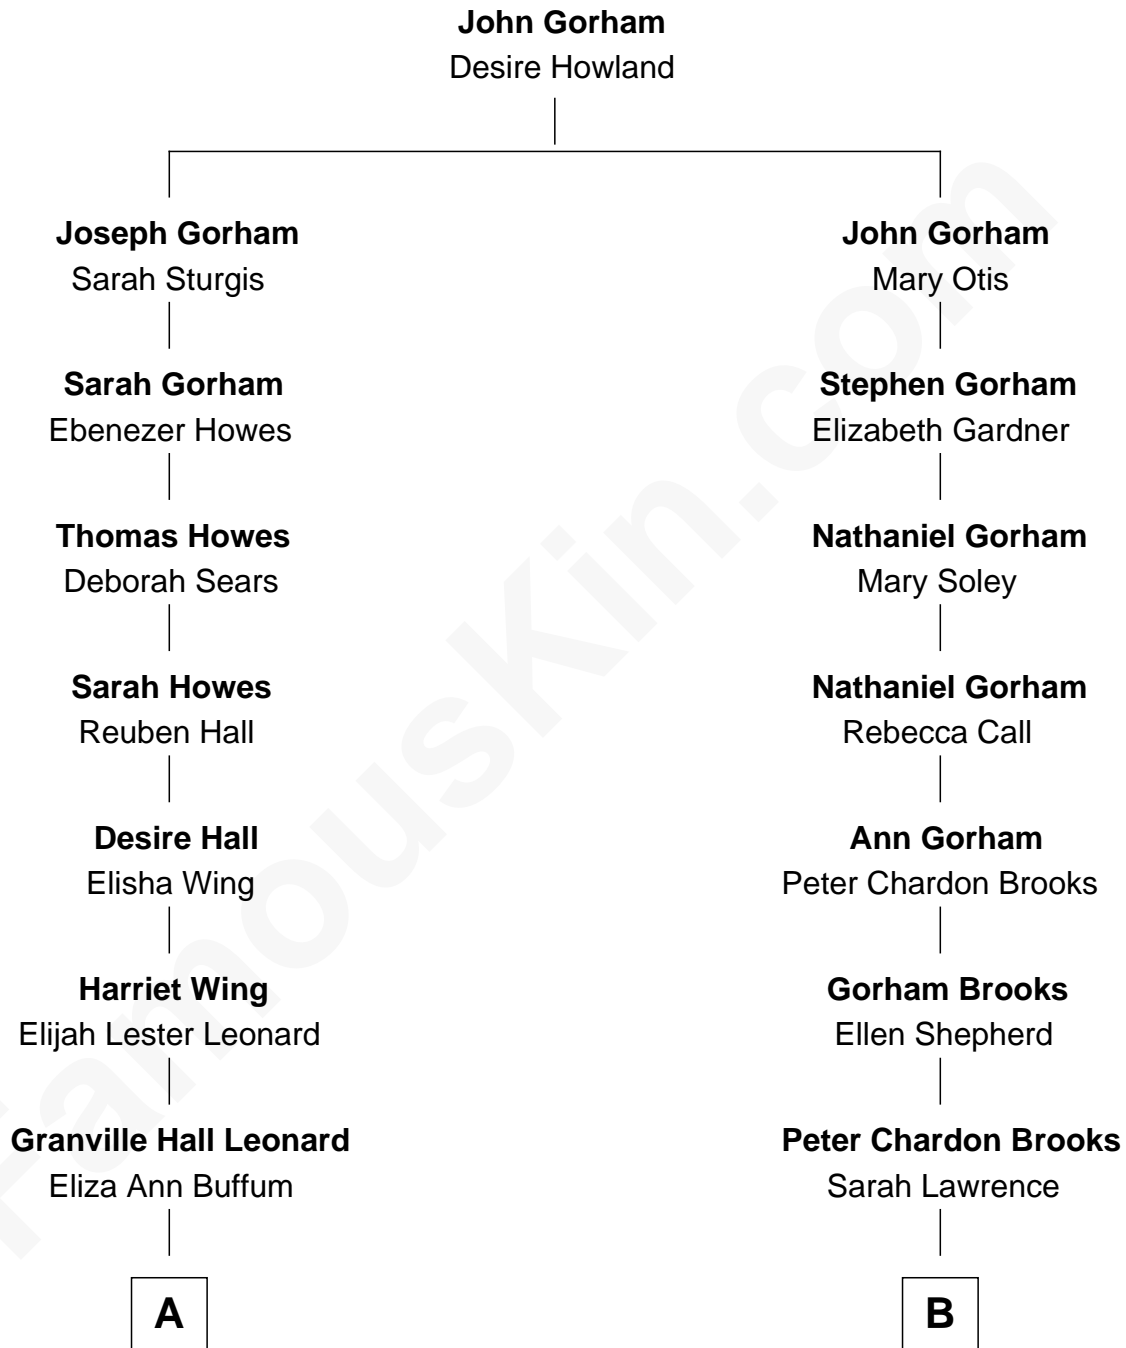 John Gorham
Desire Howland
Joseph Gorham
Sarah Sturgis
John Gorham
Mary Otis
Sarah Gorham
Ebenezer Howes
Stephen Gorham
Elizabeth Gardner
Thomas Howes
Deborah Sears
Nathaniel Gorham
Mary Soley
Sarah Howes
Reuben Hall
Nathaniel Gorham
Rebecca Call
Desire Hall
Elisha Wing
Ann Gorham
Peter Chardon Brooks
Harriet Wing
Elijah Lester Leonard
Gorham Brooks
Ellen Shepherd
Granville Hall Leonard
Eliza Ann Buffum
Peter Chardon Brooks
Sarah Lawrence
A
B
FamousKin.com